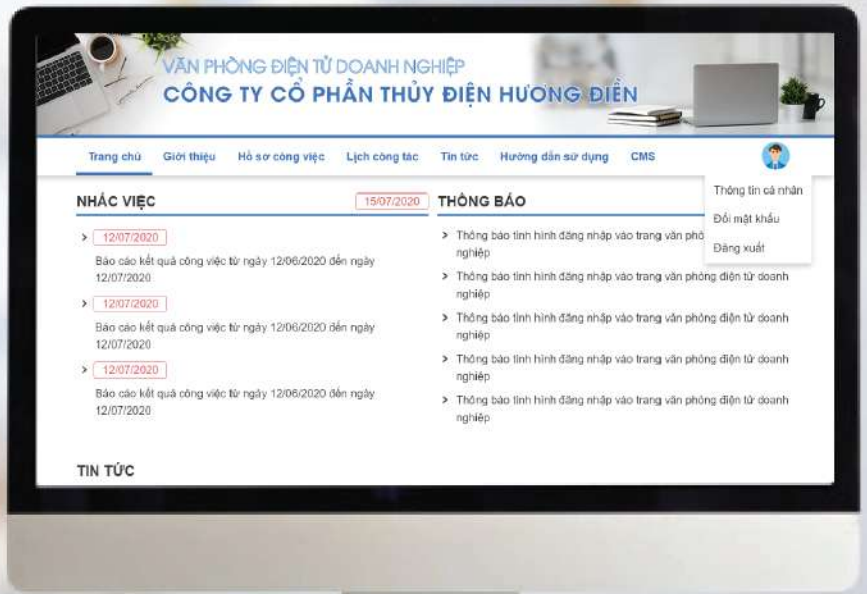 VĂN PHÒNG ĐIỆN TỬ DOANH NGHIỆP
CÔNG TY CỔ PHẦN THỦY ĐIỆN HƯƠNG ĐIỀN
Trang chủ Giới thiệu Hồ sơ công việc Lịch công tác Tin tức Hướng dẫn sử dụng CMS
Thông tin cá nhân
Đổi mật khẩu
Đăng xuất
NHẮC VIỆC 15/07/2020
12/07/2020
Báo cáo kết quả công việc từ ngày 12/06/2020 đến ngày
12/07/2020
12/07/2020
Báo cáo kết quả công việc từ ngày 12/06/2020 đến ngày
12/07/2020
12/07/2020
Báo cáo kết quả công việc từ ngày 12/06/2020 đến ngày
12/07/2020
THÔNG BÁO
Thông báo tình hình đăng nhập vào trang văn phò
nghiệp
Thông báo tình hình đăng nhập vào trang văn phòng điện tử doanh
nghiệp
Thông báo tình hình đăng nhập vào trang văn phòng điện tử doanh
nghiệp
Thông báo tình hình đăng nhập vào trang văn phòng điện tử doanh
nghiệp
Thông báo tình hình đăng nhập vào trang văn phòng điện tử doanh
nghiệp
TIN TỨC